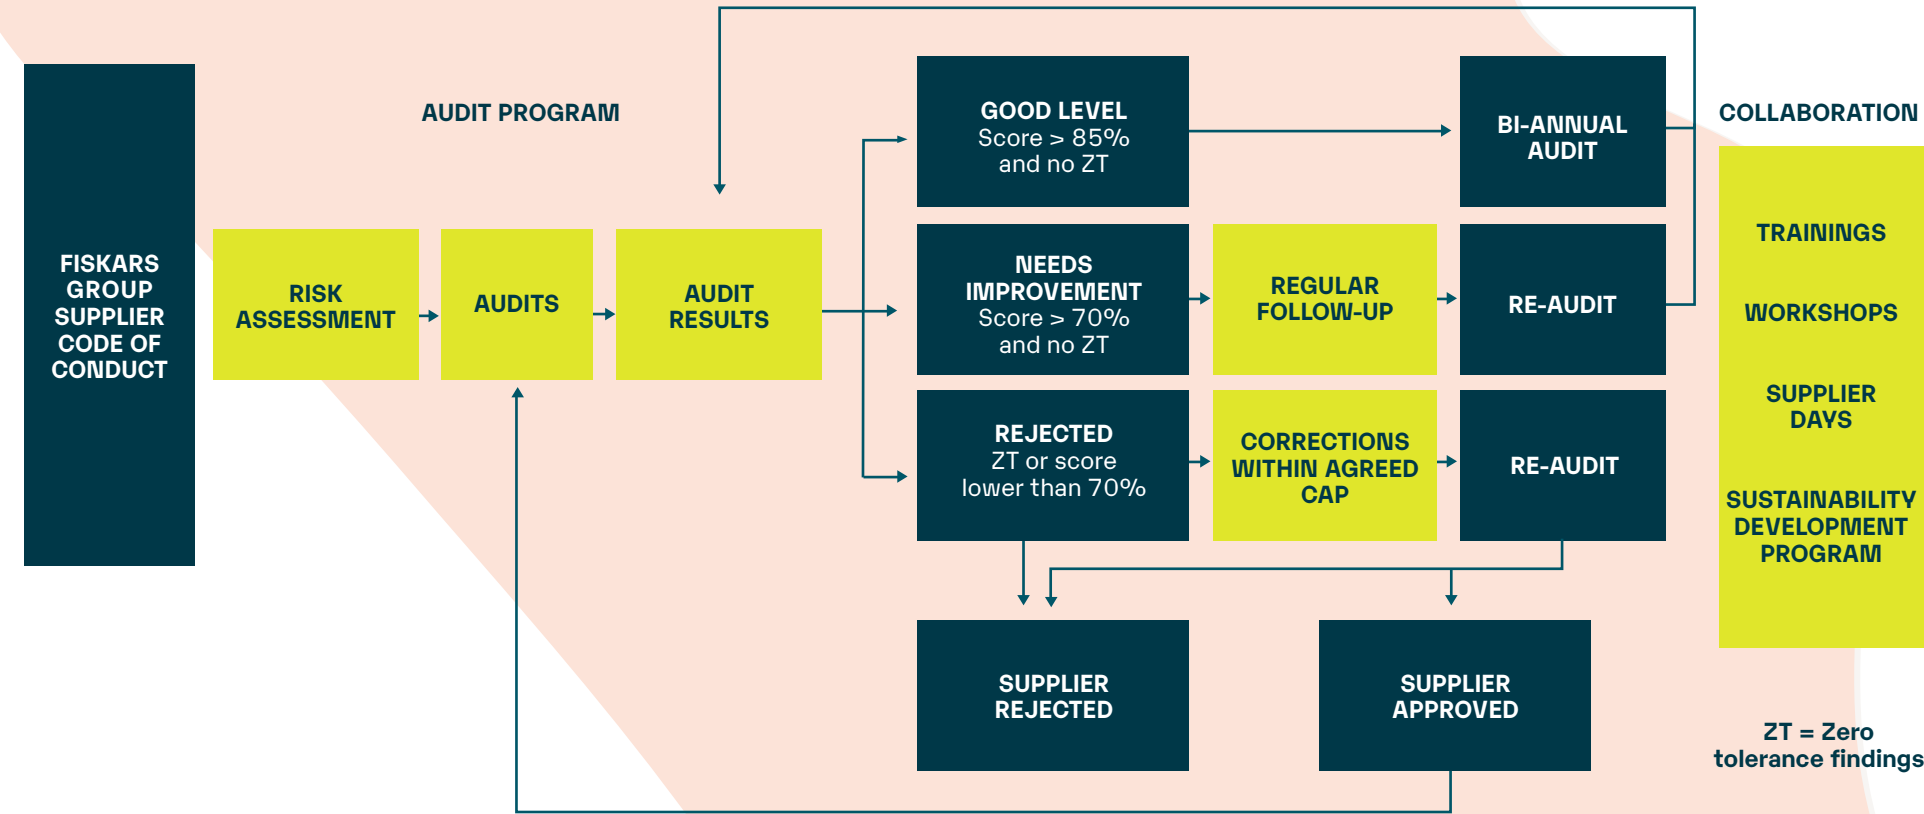 AUDIT PROGRAM
COLLABORATION
FISKARS
GROUP
SUPPLIER
CODE OF
CONDUCT
RISK
ASSESSMENT
AUDITS
AUDIT
RESULTS
GOOD LEVEL
Score > 85%
and no ZT
BI-ANNUAL
AUDIT
NEEDS
IMPROVEMENT
Score > 70%
and no ZT
REGULAR
FOLLOW-UP
RE-AUDIT
REJECTED
ZT or score
lower than 70%
CORRECTIONS
WITHIN AGREED
CAP
RE-AUDIT
SUPPLIER
REJECTED
SUPPLIER
APPROVED
TRAININGS
WORKSHOPS
SUPPLIER
DAYS
SUSTAINABILITY
DEVELOPMENT
PROGRAM
ZT = Zero
tolerance findings